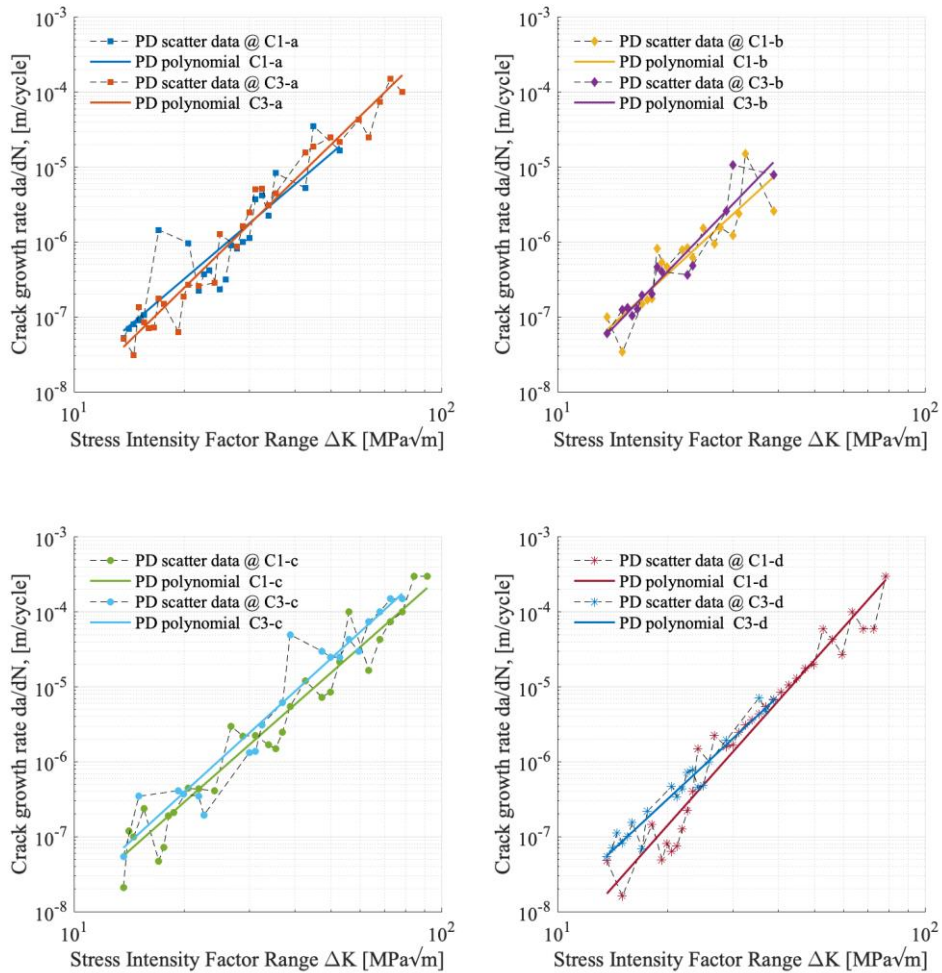 10^-3
10^-4
10^-5
10^-6
10^-7
10^-8
Crack growth rate da/dN, [m/cycle]
PD scatter data @ C1-a
PD polynomial C1-a
PD scatter data @ C3-a
PD polynomial C3-a
10^1
10^2
Stress Intensity Factor Range ΔK [MPa√m]
10^-3
10^-4
10^-5
10^-6
10^-7
10^-8
Crack growth rate da/dN, [m/cycle]
PD scatter data @ C1-b
PD polynomial C1-b
PD scatter data @ C3-b
PD polynomial C3-b
10^1
10^2
Stress Intensity Factor Range ΔK [MPa√m]
10^-3
10^-4
10^-5
10^-6
10^-7
10^-8
Crack growth rate da/dN, [m/cycle]
PD scatter data @ C1-c
PD polynomial C1-c
PD scatter data @ C3-c
PD polynomial C3-c
10^1
10^2
Stress Intensity Factor Range ΔK [MPa√m]
10^-3
10^-4
10^-5
10^-6
10^-7
10^-8
Crack growth rate da/dN, [m/cycle]
PD scatter data @ C1-d
PD polynomial C1-d
PD scatter data @ C3-d
PD polynomial C3-d
10^1
10^2
Stress Intensity Factor Range ΔK [MPa√m]